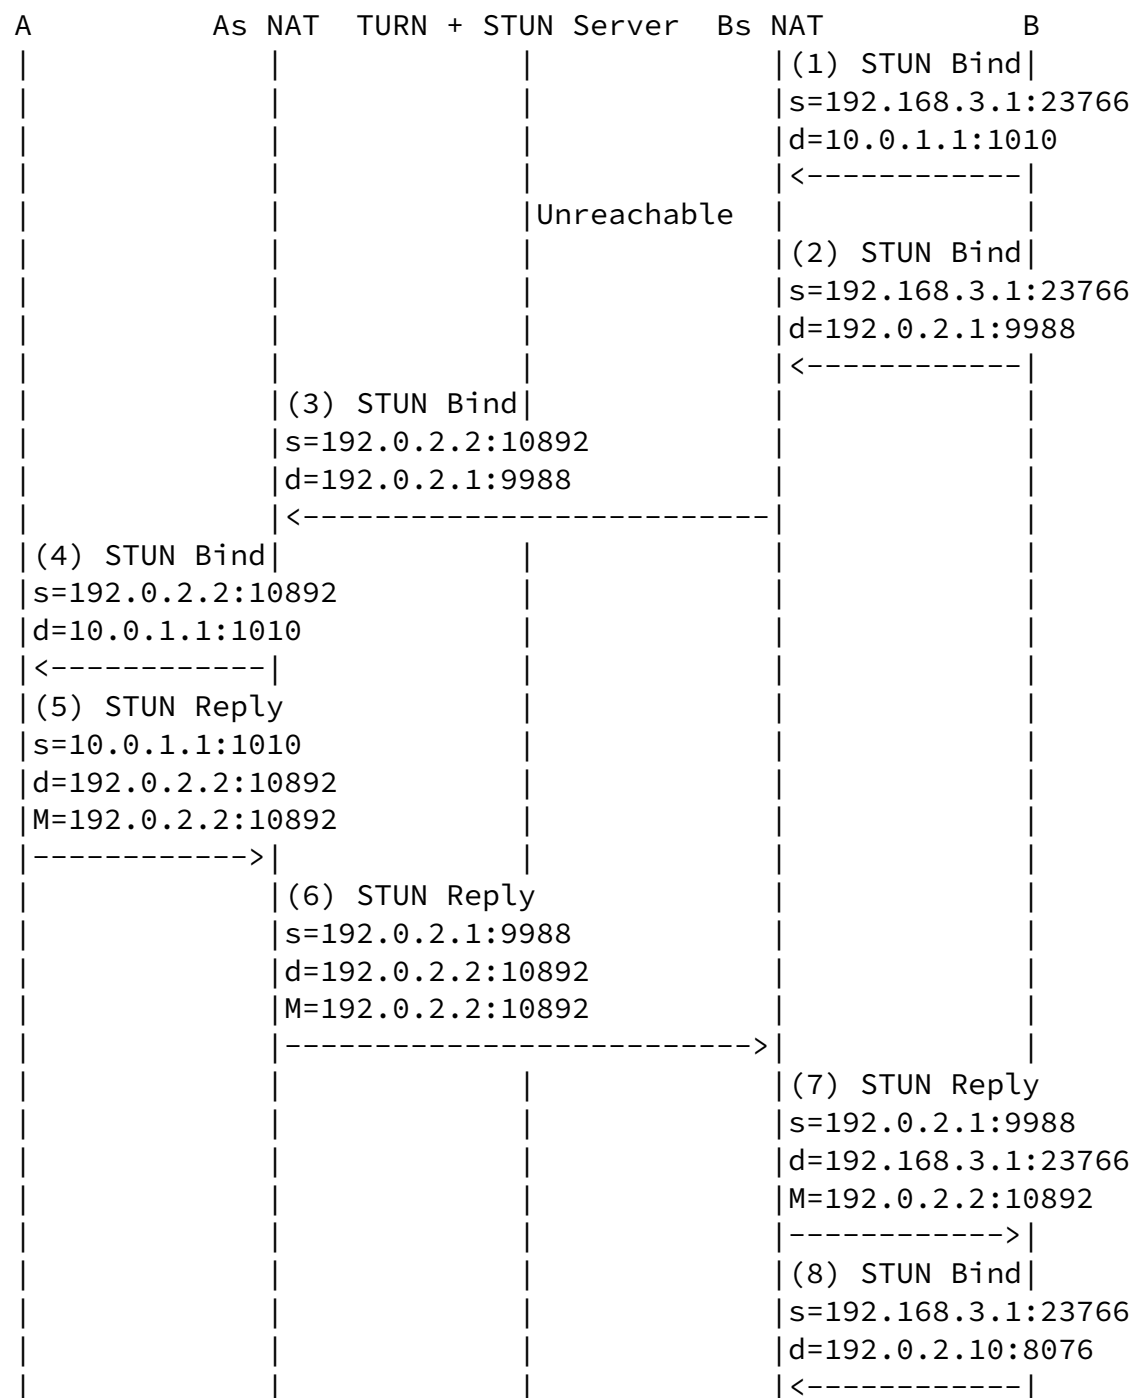 A          As NAT  TURN + STUN Server  Bs NAT           B
|             |             |             |(1) STUN Bind|
|             |             |             |s=192.168.3.1:23766
|             |             |             |d=10.0.1.1:1010
|             |             |             |<------------|
|             |             |Unreachable  |             |
|             |             |             |(2) STUN Bind|
|             |             |             |s=192.168.3.1:23766
|             |             |             |d=192.0.2.1:9988
|             |             |             |<------------|
|             |(3) STUN Bind|             |             |
|             |s=192.0.2.2:10892          |             |
|             |d=192.0.2.1:9988           |             |
|             |<--------------------------|             |
|(4) STUN Bind|             |             |             |
|s=192.0.2.2:10892          |             |             |
|d=10.0.1.1:1010            |             |             |
|<------------|             |             |             |
|(5) STUN Reply             |             |             |
|s=10.0.1.1:1010            |             |             |
|d=192.0.2.2:10892          |             |             |
|M=192.0.2.2:10892          |             |             |
|------------>|             |             |             |
|             |(6) STUN Reply             |             |
|             |s=192.0.2.1:9988           |             |
|             |d=192.0.2.2:10892          |             |
|             |M=192.0.2.2:10892          |             |
|             |-------------------------->|             |
|             |             |             |(7) STUN Reply
|             |             |             |s=192.0.2.1:9988
|             |             |             |d=192.168.3.1:23766
|             |             |             |M=192.0.2.2:10892
|             |             |             |------------>|
|             |             |             |(8) STUN Bind|
|             |             |             |s=192.168.3.1:23766
|             |             |             |d=192.0.2.10:8076
|             |             |             |<------------|